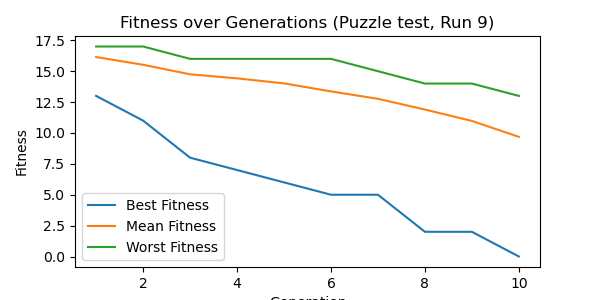 Fitness over Generations (Puzzle test, Run 9)
Fitness
17.5
15.0
12.5
10.0
7.5
5.0
2.5
0.0
Best Fitness
Mean Fitness
Worst Fitness
2 4 6 8 10
Generation